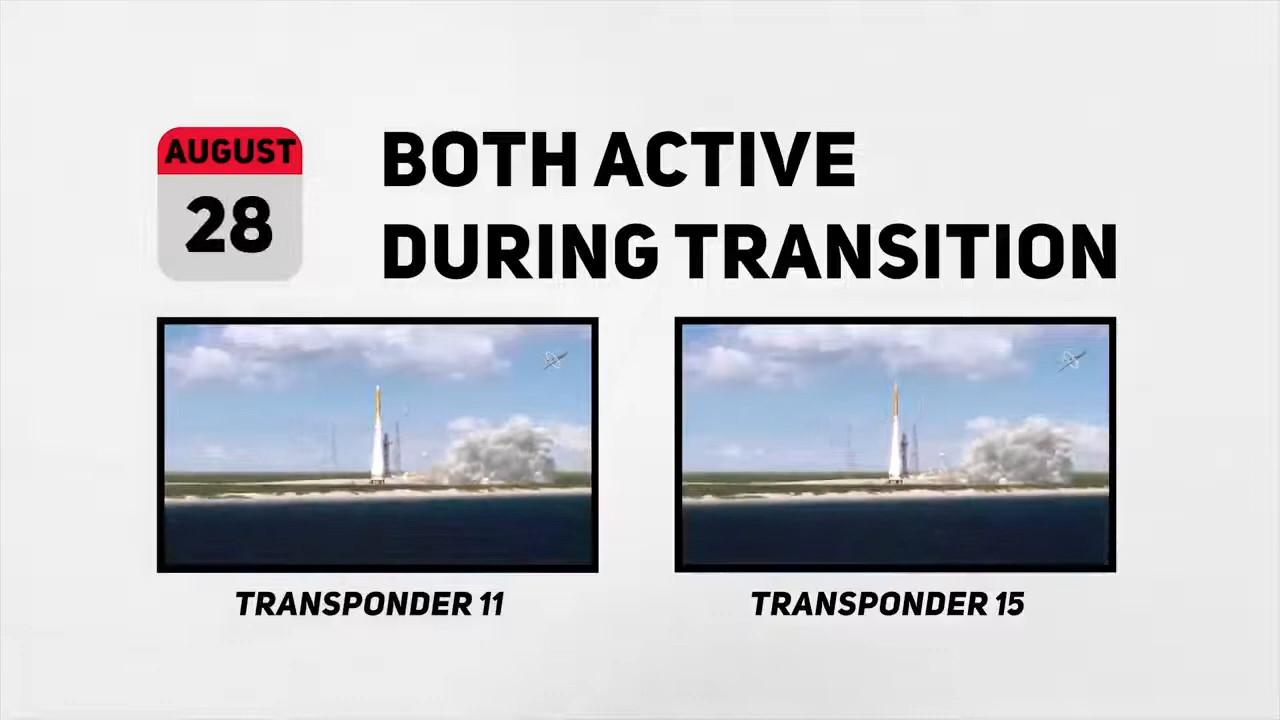 AUGUST
28
BOTH ACTIVE
DURING TRANSITION
TRANSPONDER 11
TRANSPONDER 15